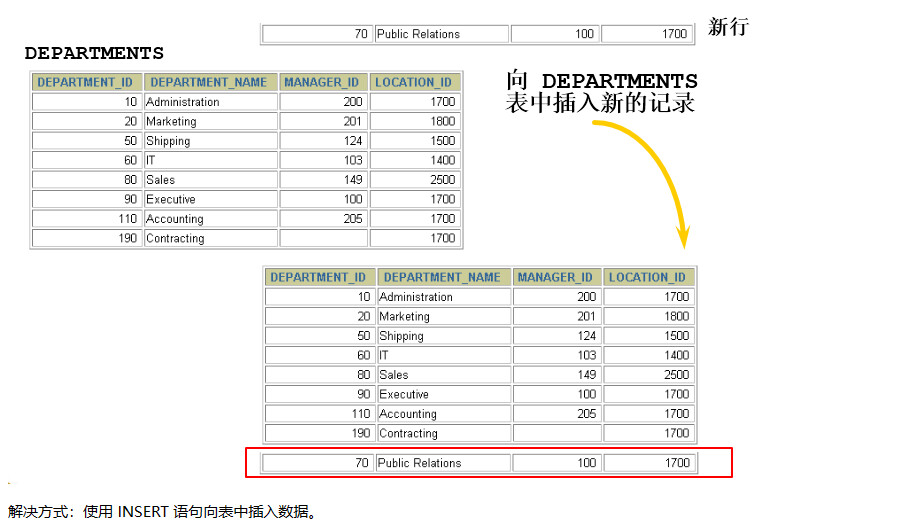 70 Public Relations 100 1700 新行
DEPARTMENTS
DEPARTMENT_ID DEPARTMENT_NAME MANAGER_ID LOCATION_ID
10 Administration 200 1700
20 Marketing 201 1800
50 Shipping 124 1500
60 IT 103 1400
80 Sales 149 2500
90 Executive 100 1700
110 Accounting 205 1700
190 Contracting 1700
向 DEPARTMENTS
表中插入新的记录
DEPARTMENT_ID DEPARTMENT_NAME MANAGER_ID LOCATION_ID
10 Administration 200 1700
20 Marketing 201 1800
50 Shipping 124 1500
60 IT 103 1400
80 Sales 149 2500
90 Executive 100 1700
110 Accounting 205 1700
190 Contracting 1700
70 Public Relations 100 1700
解决方式：使用 INSERT 语句向表中插入数据。